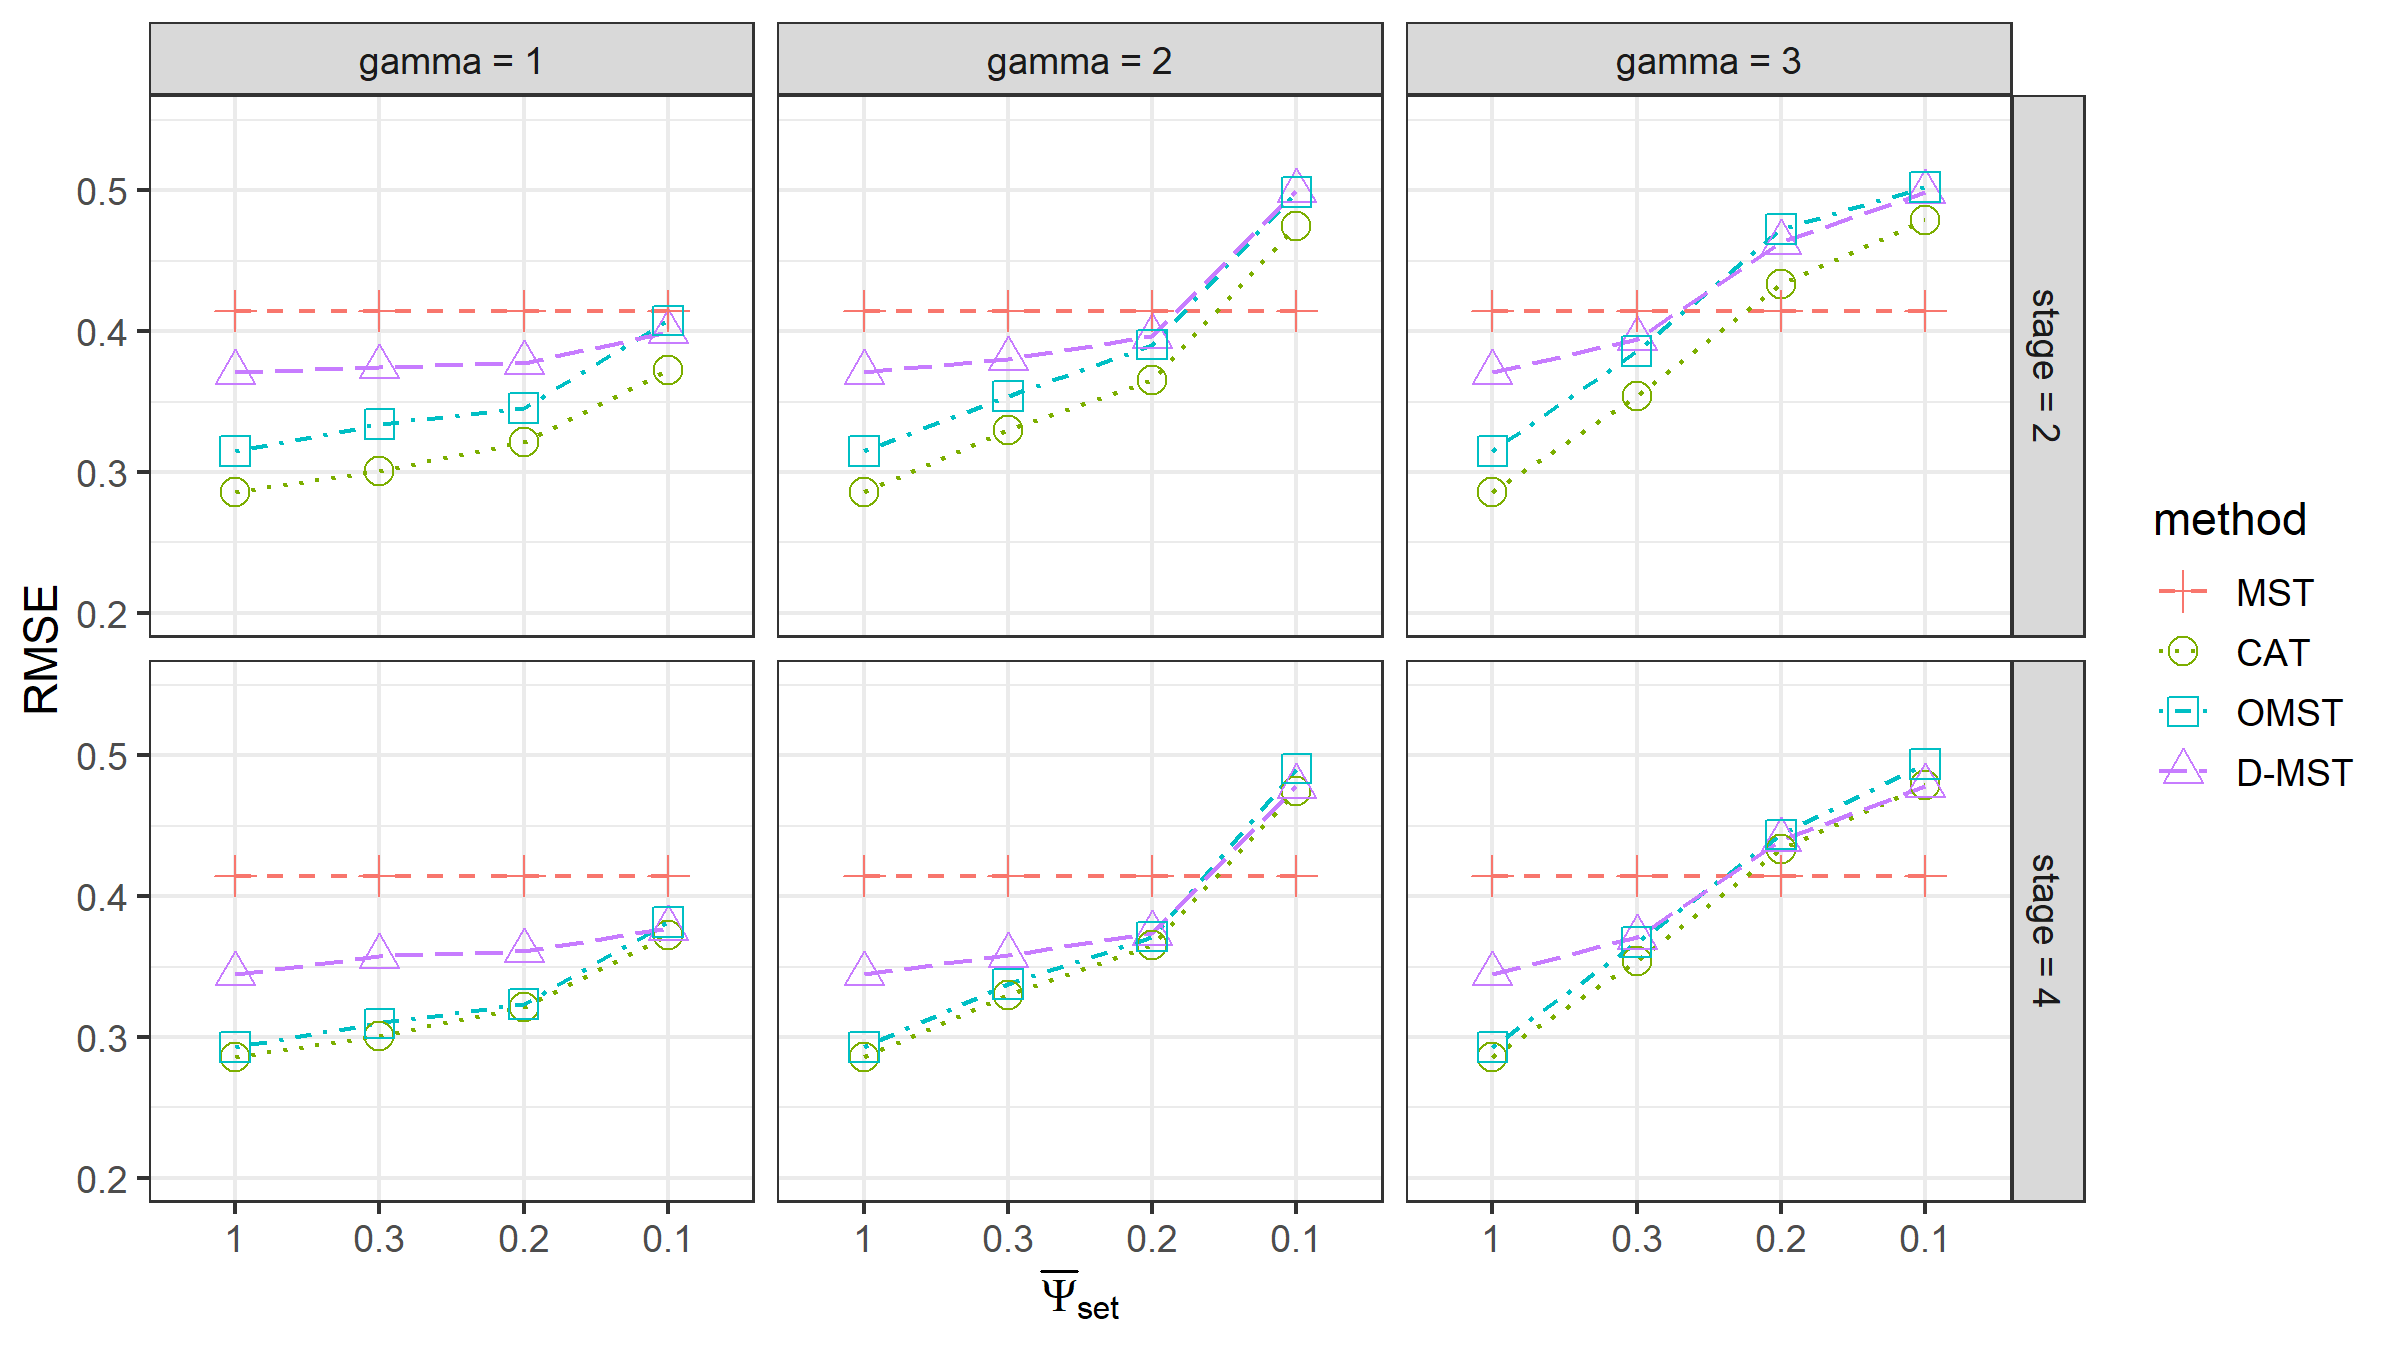 gamma = 1
gamma = 2
gamma = 3
stage = 2
stage = 4
RMSE
0.5
0.4
0.3
0.2
0.5
0.4
0.3
0.2
1 0.3 0.2 0.1
1 0.3 0.2 0.1
1 0.3 0.2 0.1
Ψ̅set
method
MST
CAT
OMST
D-MST